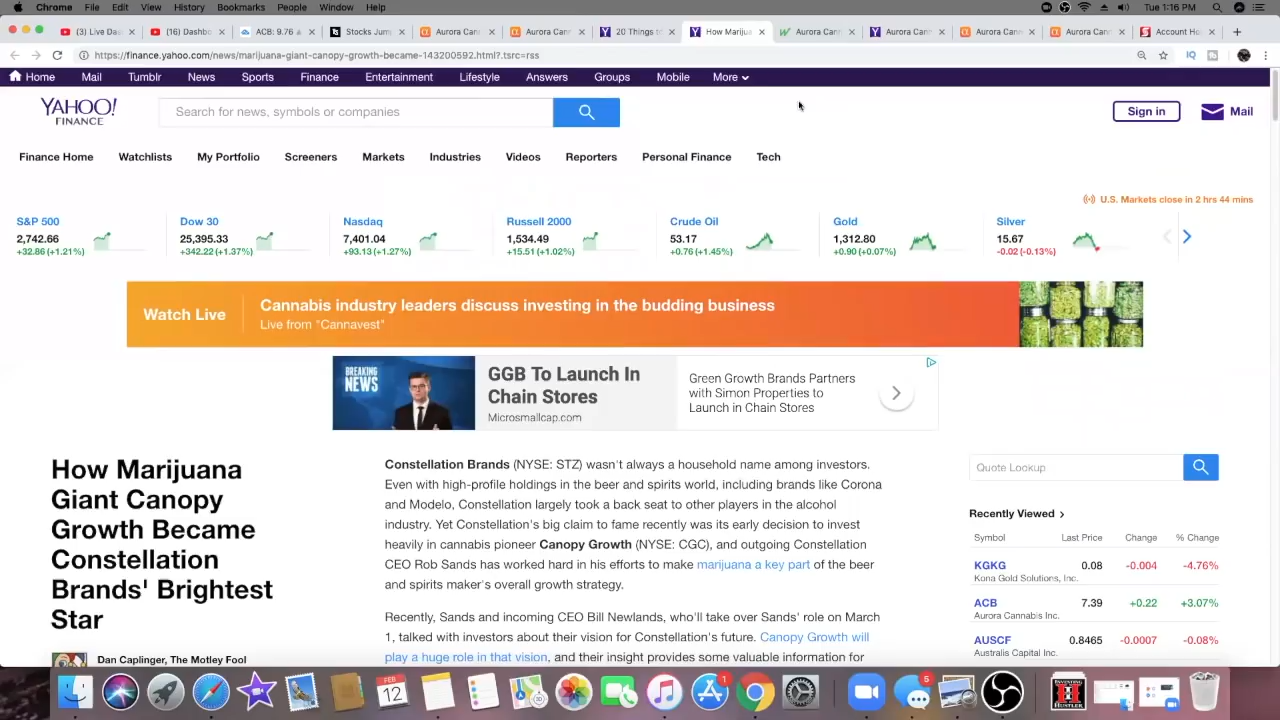 Chrome File Edit View History Bookmarks People Window Help
Tue 1:16 PM
(3) Live Das
(16) Dashbo
ACB: 9.76
Stocks Jum
Aurora Can
Aurora Can
20 Things t
How Mariju
Aurora Can
Aurora Can
Aurora Can
Aurora Can
Account Ho
https://finance.yahoo.com/news/marijuana-giant-canopy-growth-became-143200592.html?.tsrc=rss
Home Mail Tumblr News Sports Finance Entertainment Lifestyle Answers Groups Mobile More
YAHOO!
FINANCE
Search for news, symbols or companies
Sign in
Mail
Finance Home Watchlists My Portfolio Screeners Markets Industries Videos Reporters Personal Finance Tech
U.S. Markets close in 2 hrs 44 mins
S&P 500
2,742.66
+32.86 (+1.21%)
Dow 30
25,395.33
+342.22 (+1.37%)
Nasdaq
7,401.04
+93.13 (+1.27%)
Russell 2000
1,534.49
+15.51 (+1.02%)
Crude Oil
53.17
+0.76 (+1.45%)
Gold
1,312.80
+0.90 (+0.07%)
Silver
15.67
-0.02 (-0.13%)
Watch Live
Cannabis industry leaders discuss investing in the budding business
Live from "Cannavest"
BREAKING
NEWS
GGB To Launch In
Chain Stores
Microsmallcap.com
Green Growth Brands Partners
with Simon Properties to
Launch in Chain Stores
How Marijuana
Giant Canopy
Growth Became
Constellation
Brands' Brightest
Star
Dan Caplinger, The Motley Fool
Constellation Brands (NYSE: STZ) wasn't always a household name among investors.
Even with high-profile holdings in the beer and spirits world, including brands like Corona
and Modelo, Constellation largely took a back seat to other players in the alcohol
industry. Yet Constellation's big claim to fame recently was its early decision to invest
heavily in cannabis pioneer Canopy Growth (NYSE: CGC), and outgoing Constellation
CEO Rob Sands has worked hard in his efforts to make marijuana a key part of the beer
and spirits maker's overall growth strategy.
Recently, Sands and incoming CEO Bill Newlands, who'll take over Sands' role on March
1, talked with investors about their vision for Constellation's future. Canopy Growth will
play a huge role in that vision, and their insight provides some valuable information for
Quote Lookup
Recently Viewed
Symbol Last Price Change % Change
KGKG 0.08 -0.004 -4.76%
Kona Gold Solutions, Inc.
ACB 7.39 +0.22 +3.07%
Aurora Cannabis Inc.
AUSCF 0.8465 -0.0007 -0.08%
Australis Capital Inc.
FEB
12
1
5
INVESTING
HUSTLER